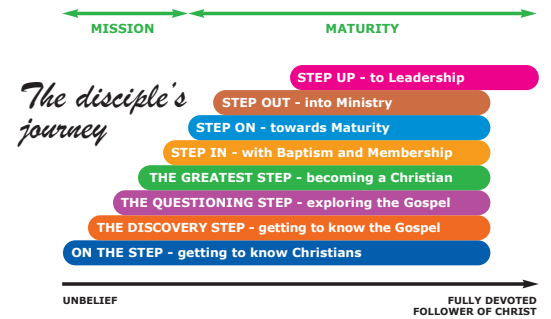 MISSION
MATURITY
The disciple's
journey
STEP UP - to Leadership
STEP OUT - into Ministry
STEP ON - towards Maturity
STEP IN - with Baptism and Membership
THE GREATEST STEP - becoming a Christian
THE QUESTIONING STEP - exploring the Gospel
THE DISCOVERY STEP - getting to know the Gospel
ON THE STEP - getting to know Christians
UNBELIEF
FULLY DEVOTED
FOLLOWER OF CHRIST